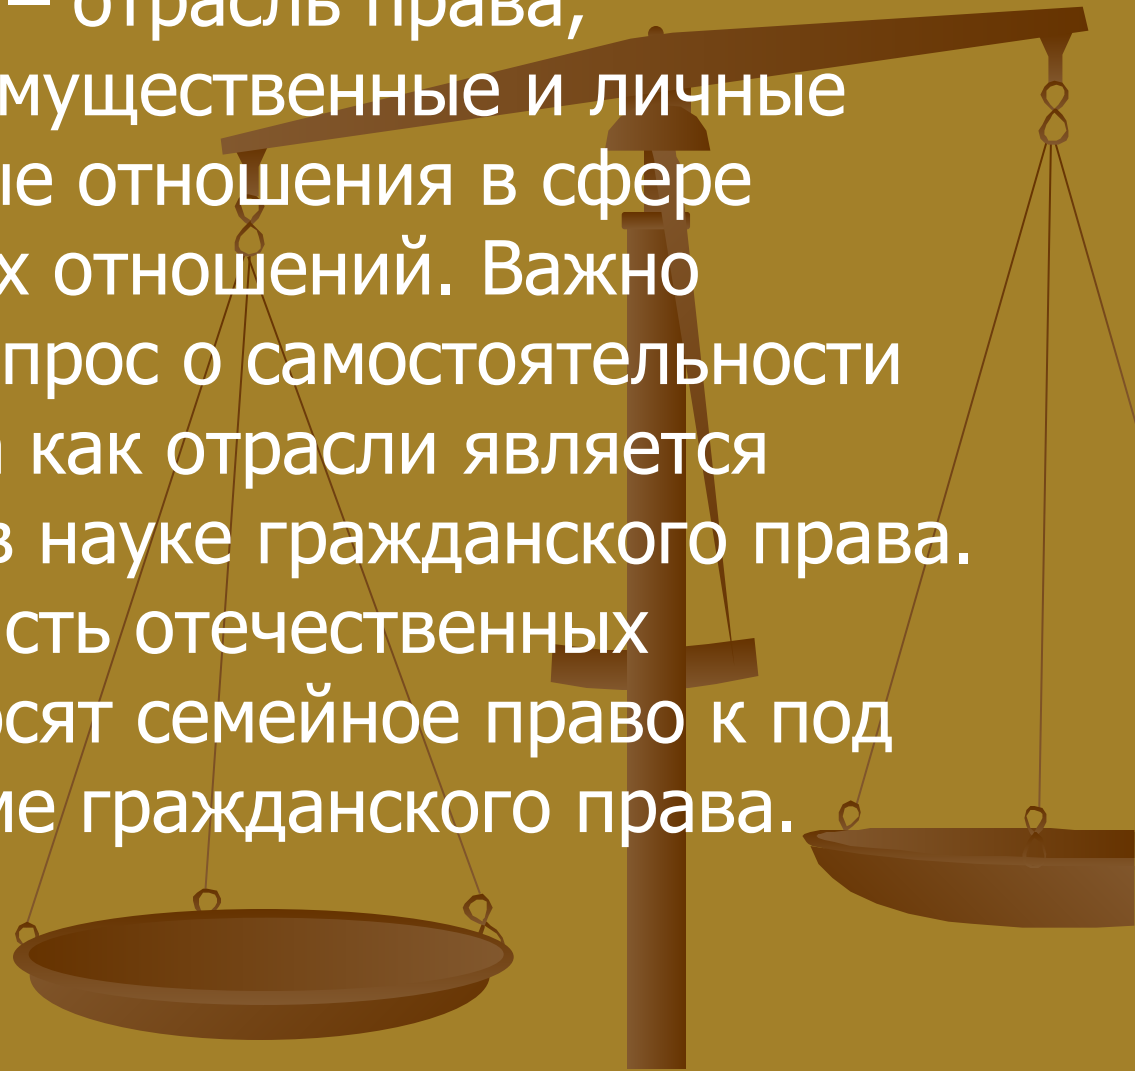 – отрасль права,
мущественные и личные
ые отношения в сфере
х отношений. Важно
прос о самостоятельности
как отрасли является
в науке гражданского права.
сть отечественных
осят семейное право к под
ие гражданского права.